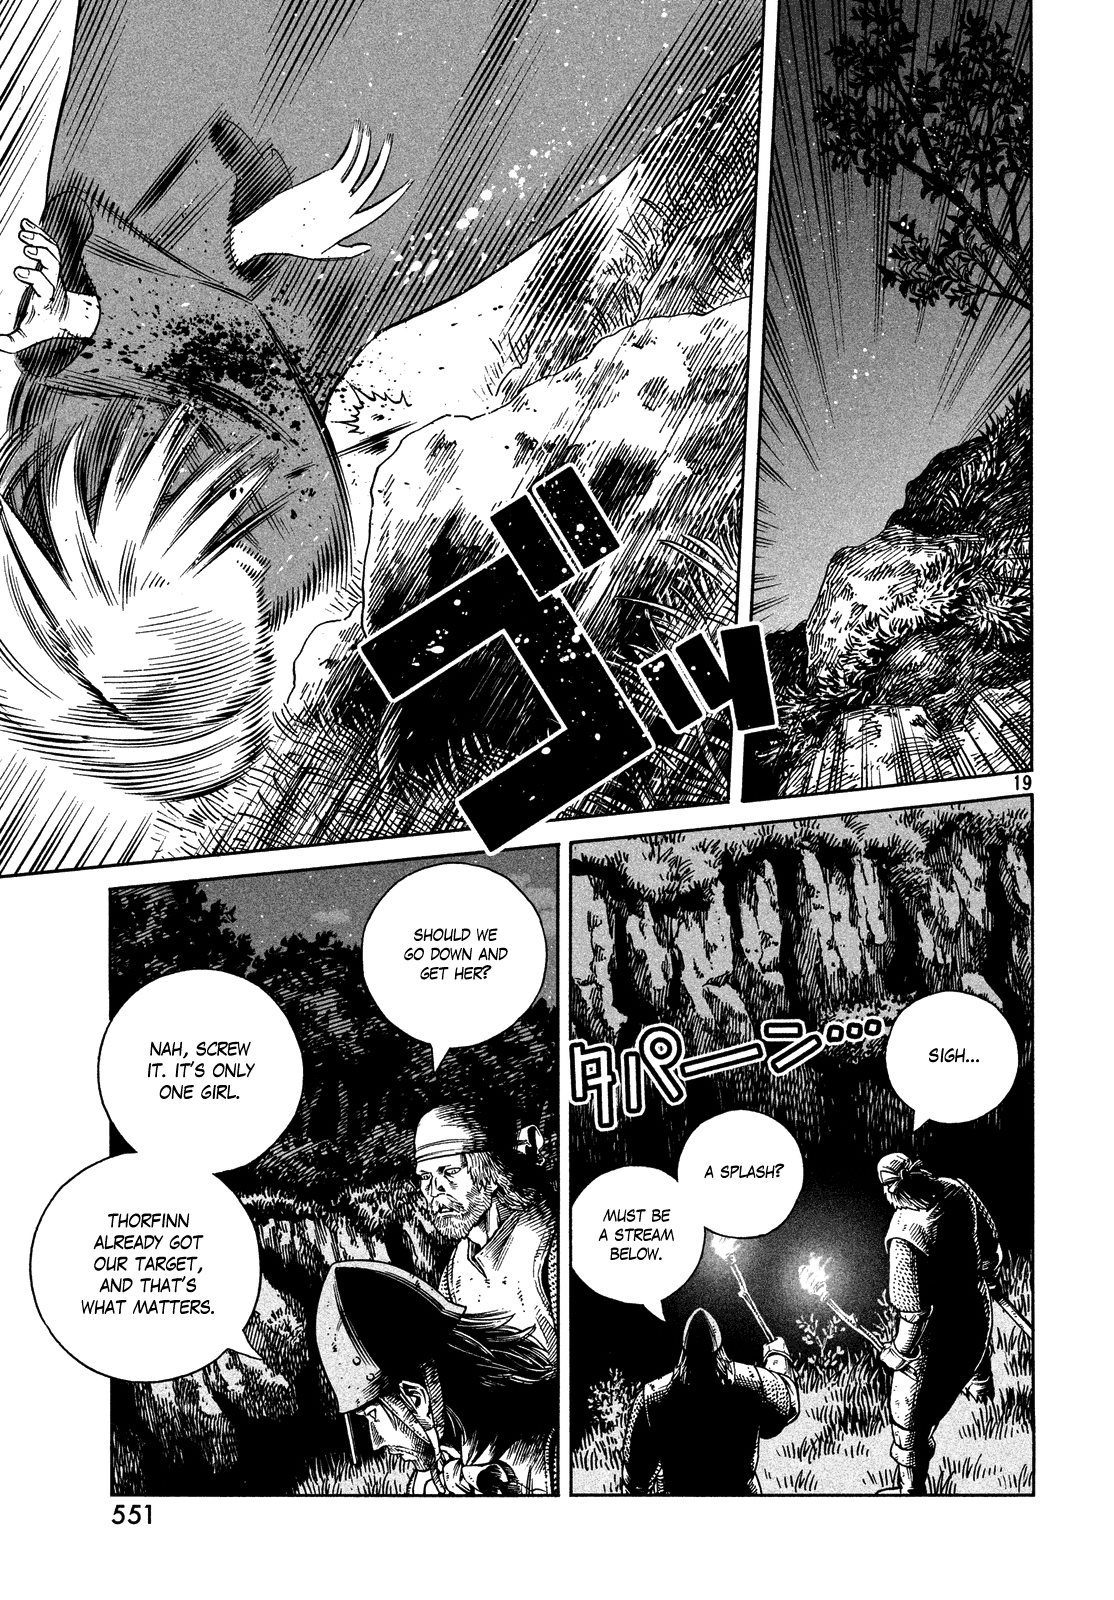 ゴッ
19
SIGH...
A SPLASH?
MUST BE
A STREAM
BELOW.
タパーン...
SHOULD WE
GO DOWN AND
GET HER?
NAH, SCREW
IT. IT'S ONLY
ONE GIRL.
THORFINN
ALREADY GOT
OUR TARGET,
AND THAT'S
WHAT MATTERS.
551